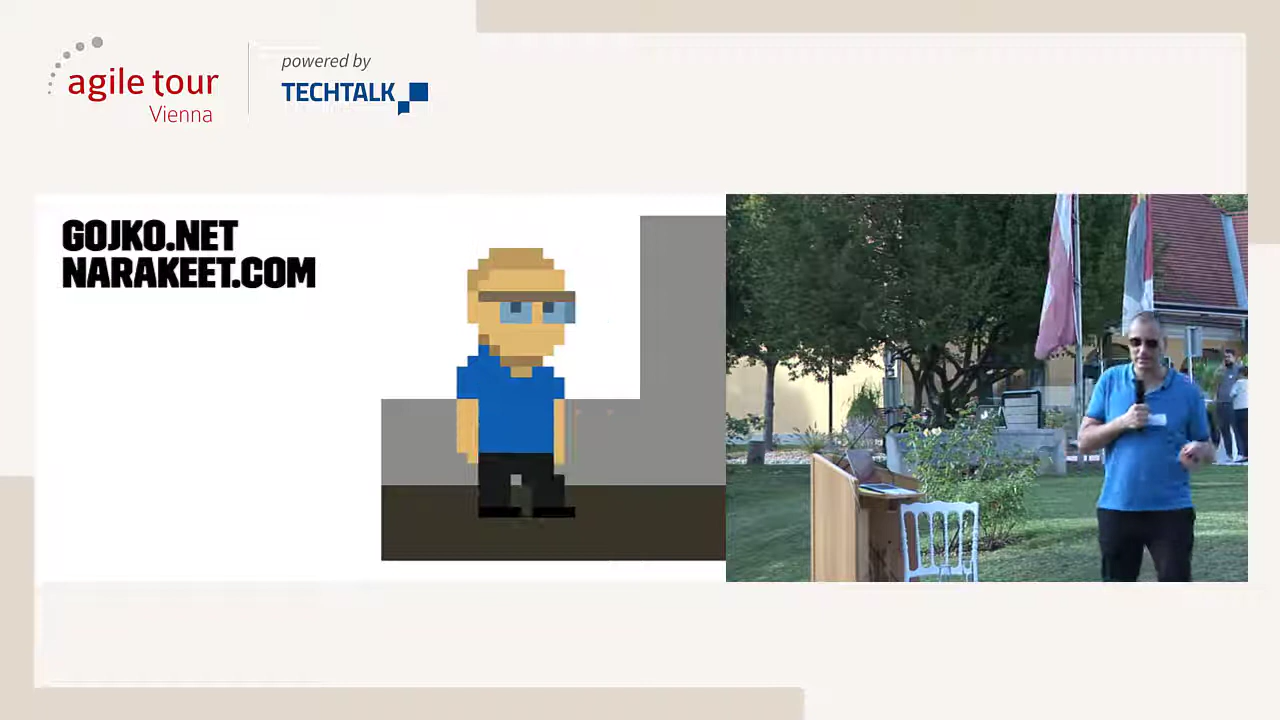 agile tour
Vienna
powered by
TECHTALK
GOJKO.NET
NARAKEET.COM